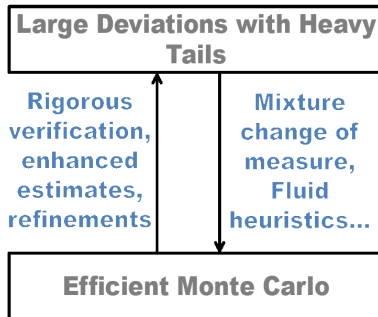 Large Deviations with Heavy
Tails
Rigorous
verification,
enhanced
estimates,
refinements
Mixture
change of
measure,
Fluid
heuristics...
Efficient Monte Carlo